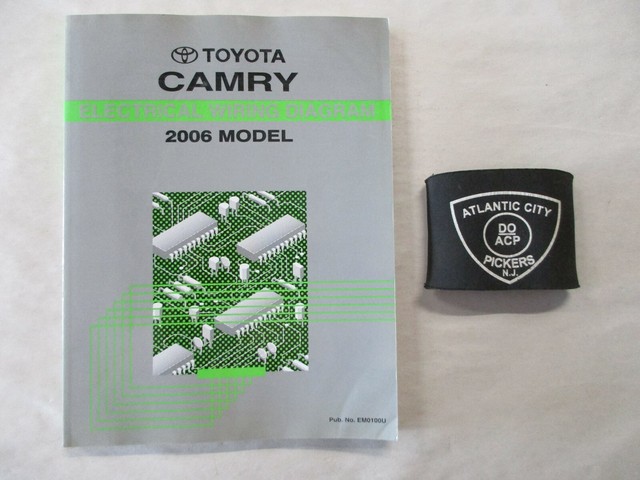 TOYOTA
CAMRY
ELECTRICAL WIRING DIAGRAM
2006 MODEL
Pub. No. EM0100U
ATLANTIC CITY
DO
ACP
PICKERS
N.J.